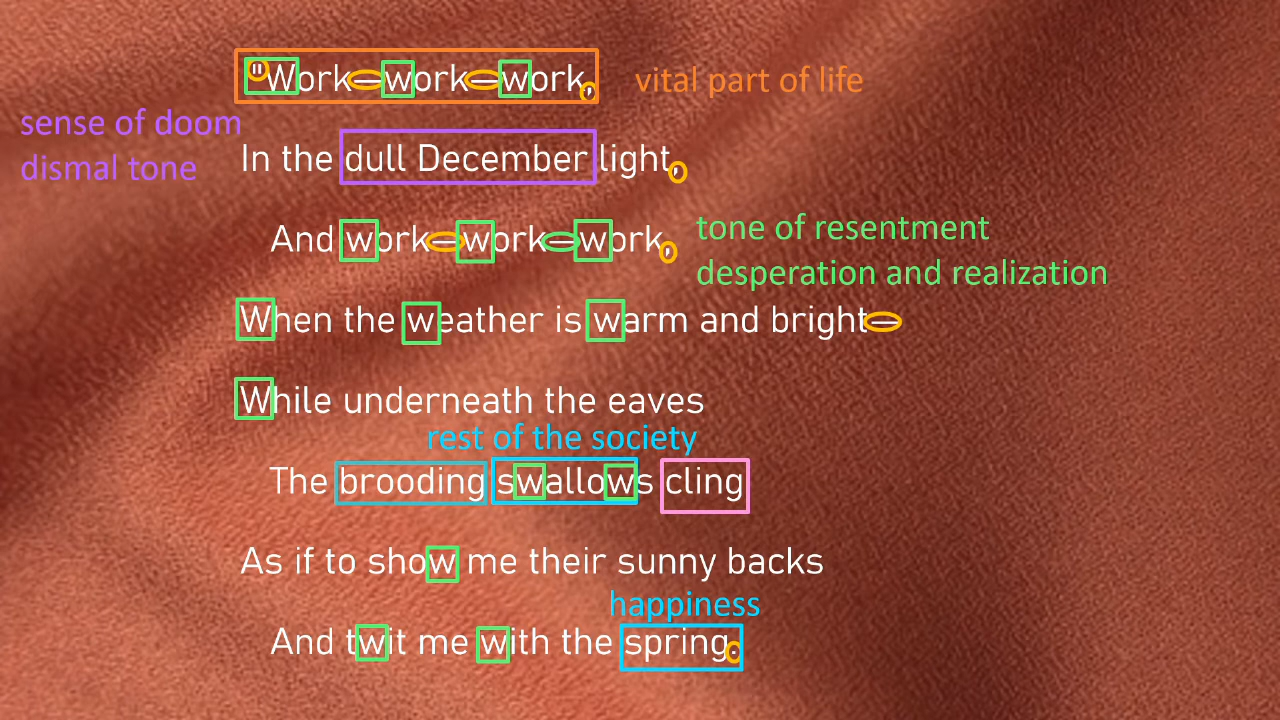 "Work—work—work,
vital part of life
sense of doom
dismal tone
In the dull December light,
And work—work—work,
tone of resentment
desperation and realization
When the weather is warm and bright—
While underneath the eaves
rest of the society
The brooding swallows cling
As if to show me their sunny backs
happiness
And twit me with the spring.